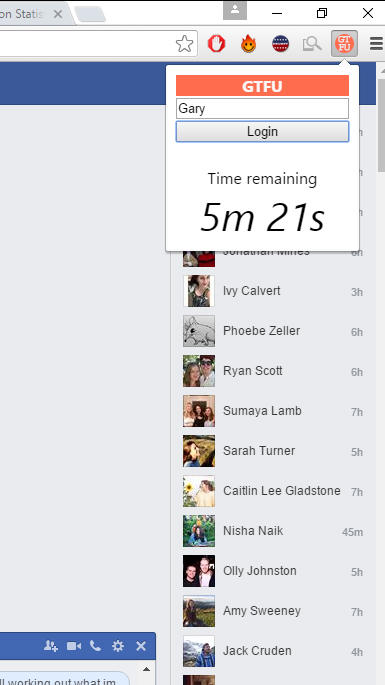 on Statis
GT
FU
GTFU
Gary
Login
Time remaining
5m 21s
Jonathan Mines 6h
Ivy Calvert 3h
Phoebe Zeller 6h
Ryan Scott 6h
Sumaya Lamb 7h
Sarah Turner 5h
Caitlin Lee Gladstone 7h
Nisha Naik 45m
Olly Johnston 5h
Amy Sweeney 7h
Jack Cruden 4h
ll working out what im